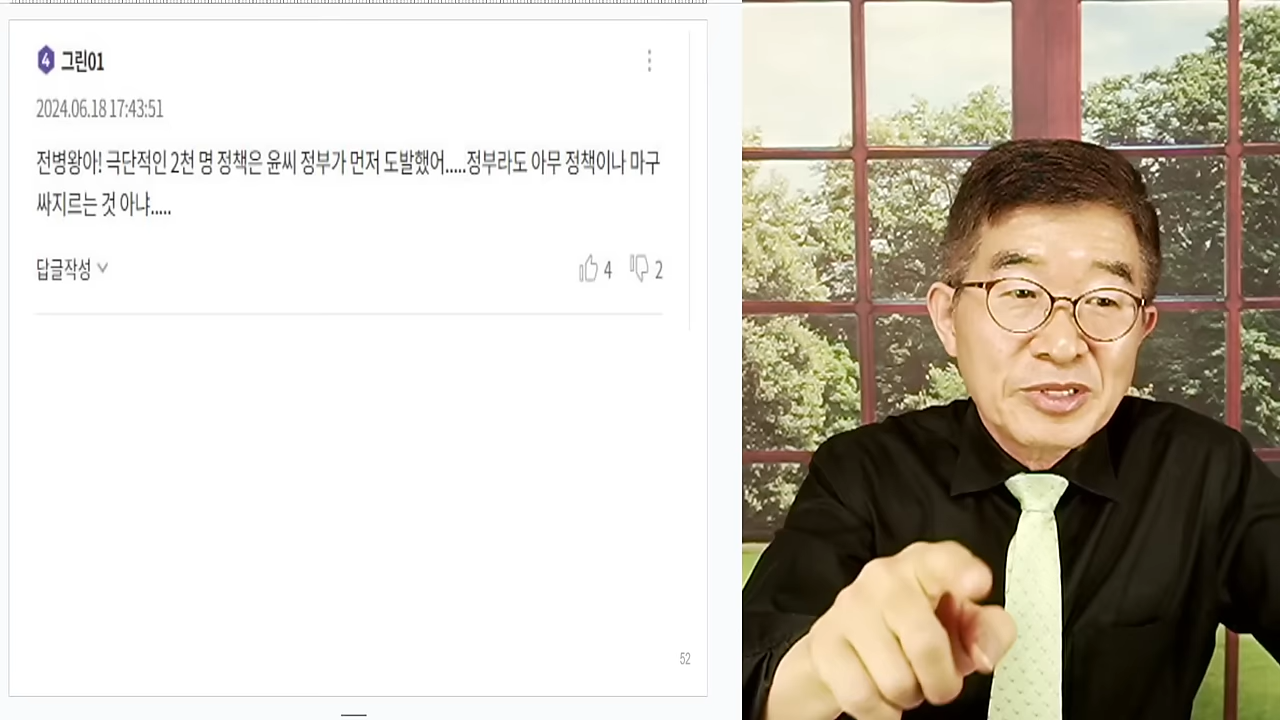 4 그린01
2024.06.18 17:43:51
전병왕아! 극단적인 2천 명 정책은 윤씨 정부가 먼저 도발했어.....정부라도 아무 정책이나 마구
싸지르는 것 아냐.....
답글작성
4 2
52